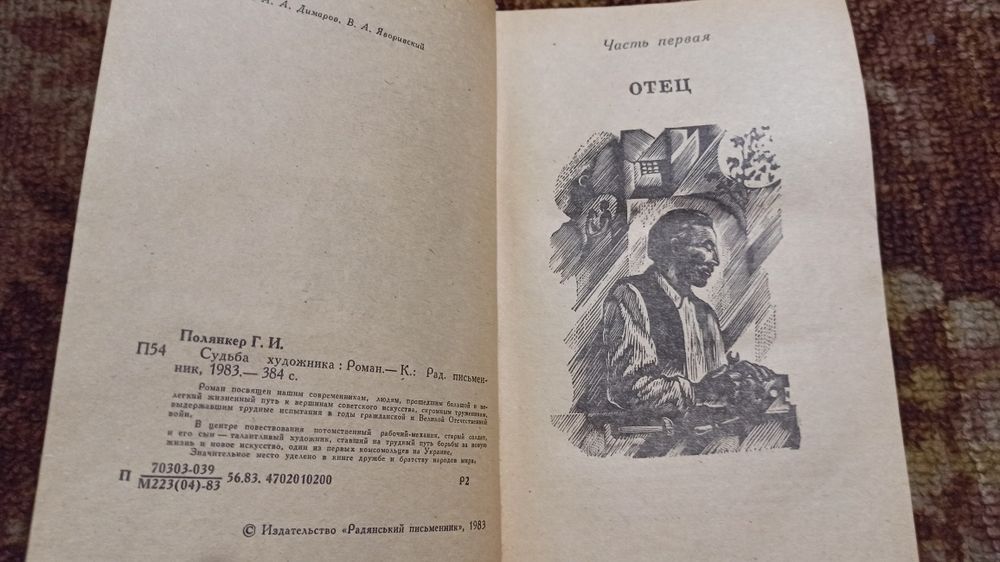 А. Димаров, В. А. Яворивский
Полянкер Г. И.
П54
Судьба художника : Роман.— К.: Рад. письмен-
ник, 1983.— 384 с.
Роман посвящен нашим современникам, людям, прошедшим большой и не-
легкий жизненный путь к вершинам советского искусства, скромным труженикам,
выдержавшим трудные испытания в годы гражданской и Великой Отечественной
войн.
В центре повествования потомственный рабочий-механик, старый солдат,
и его сын — талантливый художник, ставший на трудный путь борьбы за новую
жизнь и новое искусство, один из первых комсомольцев на Украине.
Значительное место уделено в книге дружбе и братству народов мира.
П 70303-039
М223(04)-83 56.83. 4702010200 Р2
© Издательство «Радянський письменник», 1983
Часть первая
ОТЕЦ